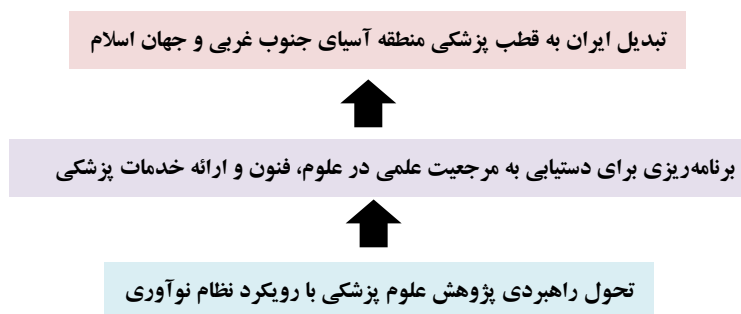 تبدیل ایران به قطب پزشکی منطقه آسیای جنوب غربی و جهان اسلام
برنامه‌ریزی برای دستیابی به مرجعیت علمی در علوم، فنون و ارائه خدمات پزشکی
تحول راهبردی پژوهش علوم پزشکی با رویکرد نظام نوآوری